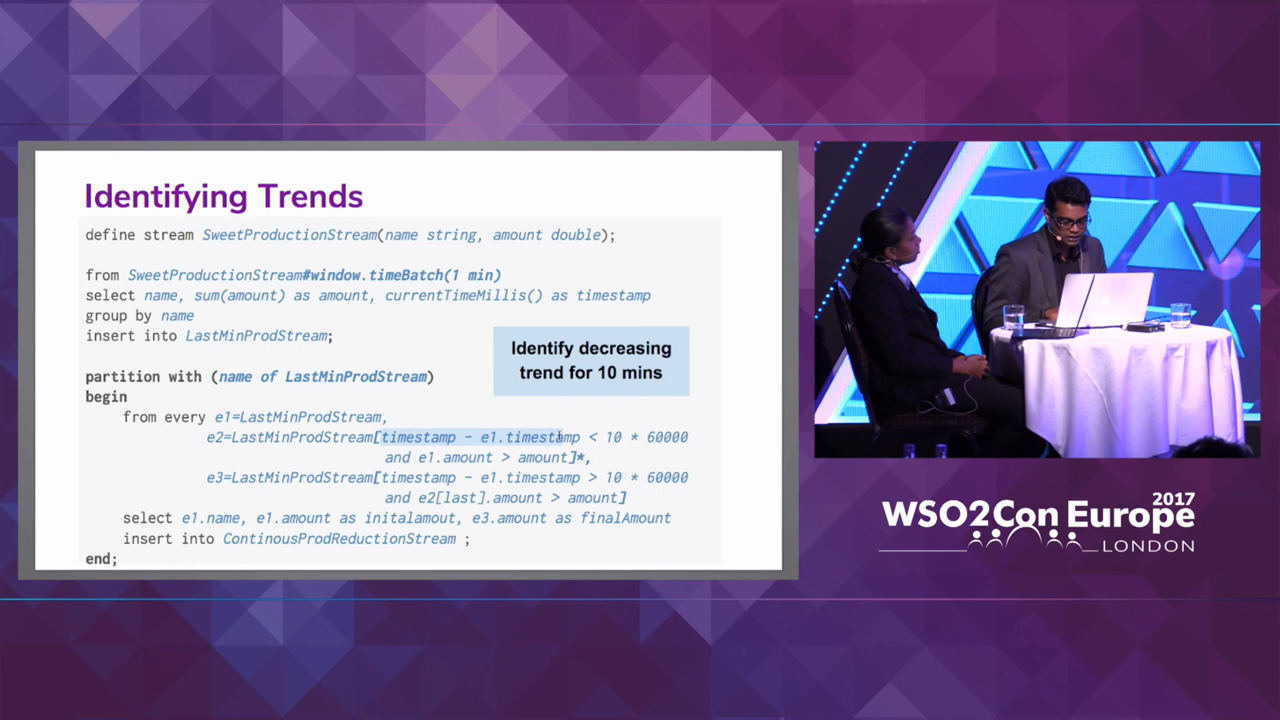 Identifying Trends
define stream SweetProductionStream(name string, amount double);
from SweetProductionStream#window.timeBatch(1 min)
select name, sum(amount) as amount, currentTimeMillis() as timestamp
group by name
insert into LastMinProdStream;
Identify decreasing
trend for 10 mins
partition with (name of LastMinProdStream)
begin
from every e1=LastMinProdStream,
e2=LastMinProdStream[timestamp - e1.timestamp < 10 * 60000
and e1.amount > amount]*,
e3=LastMinProdStream[timestamp - e1.timestamp > 10 * 60000
and e2[last].amount > amount]
select e1.name, e1.amount as initalamout, e3.amount as finalAmount
insert into ContinousProdReductionStream ;
end;
2017
WSO2Con Europe
LONDON